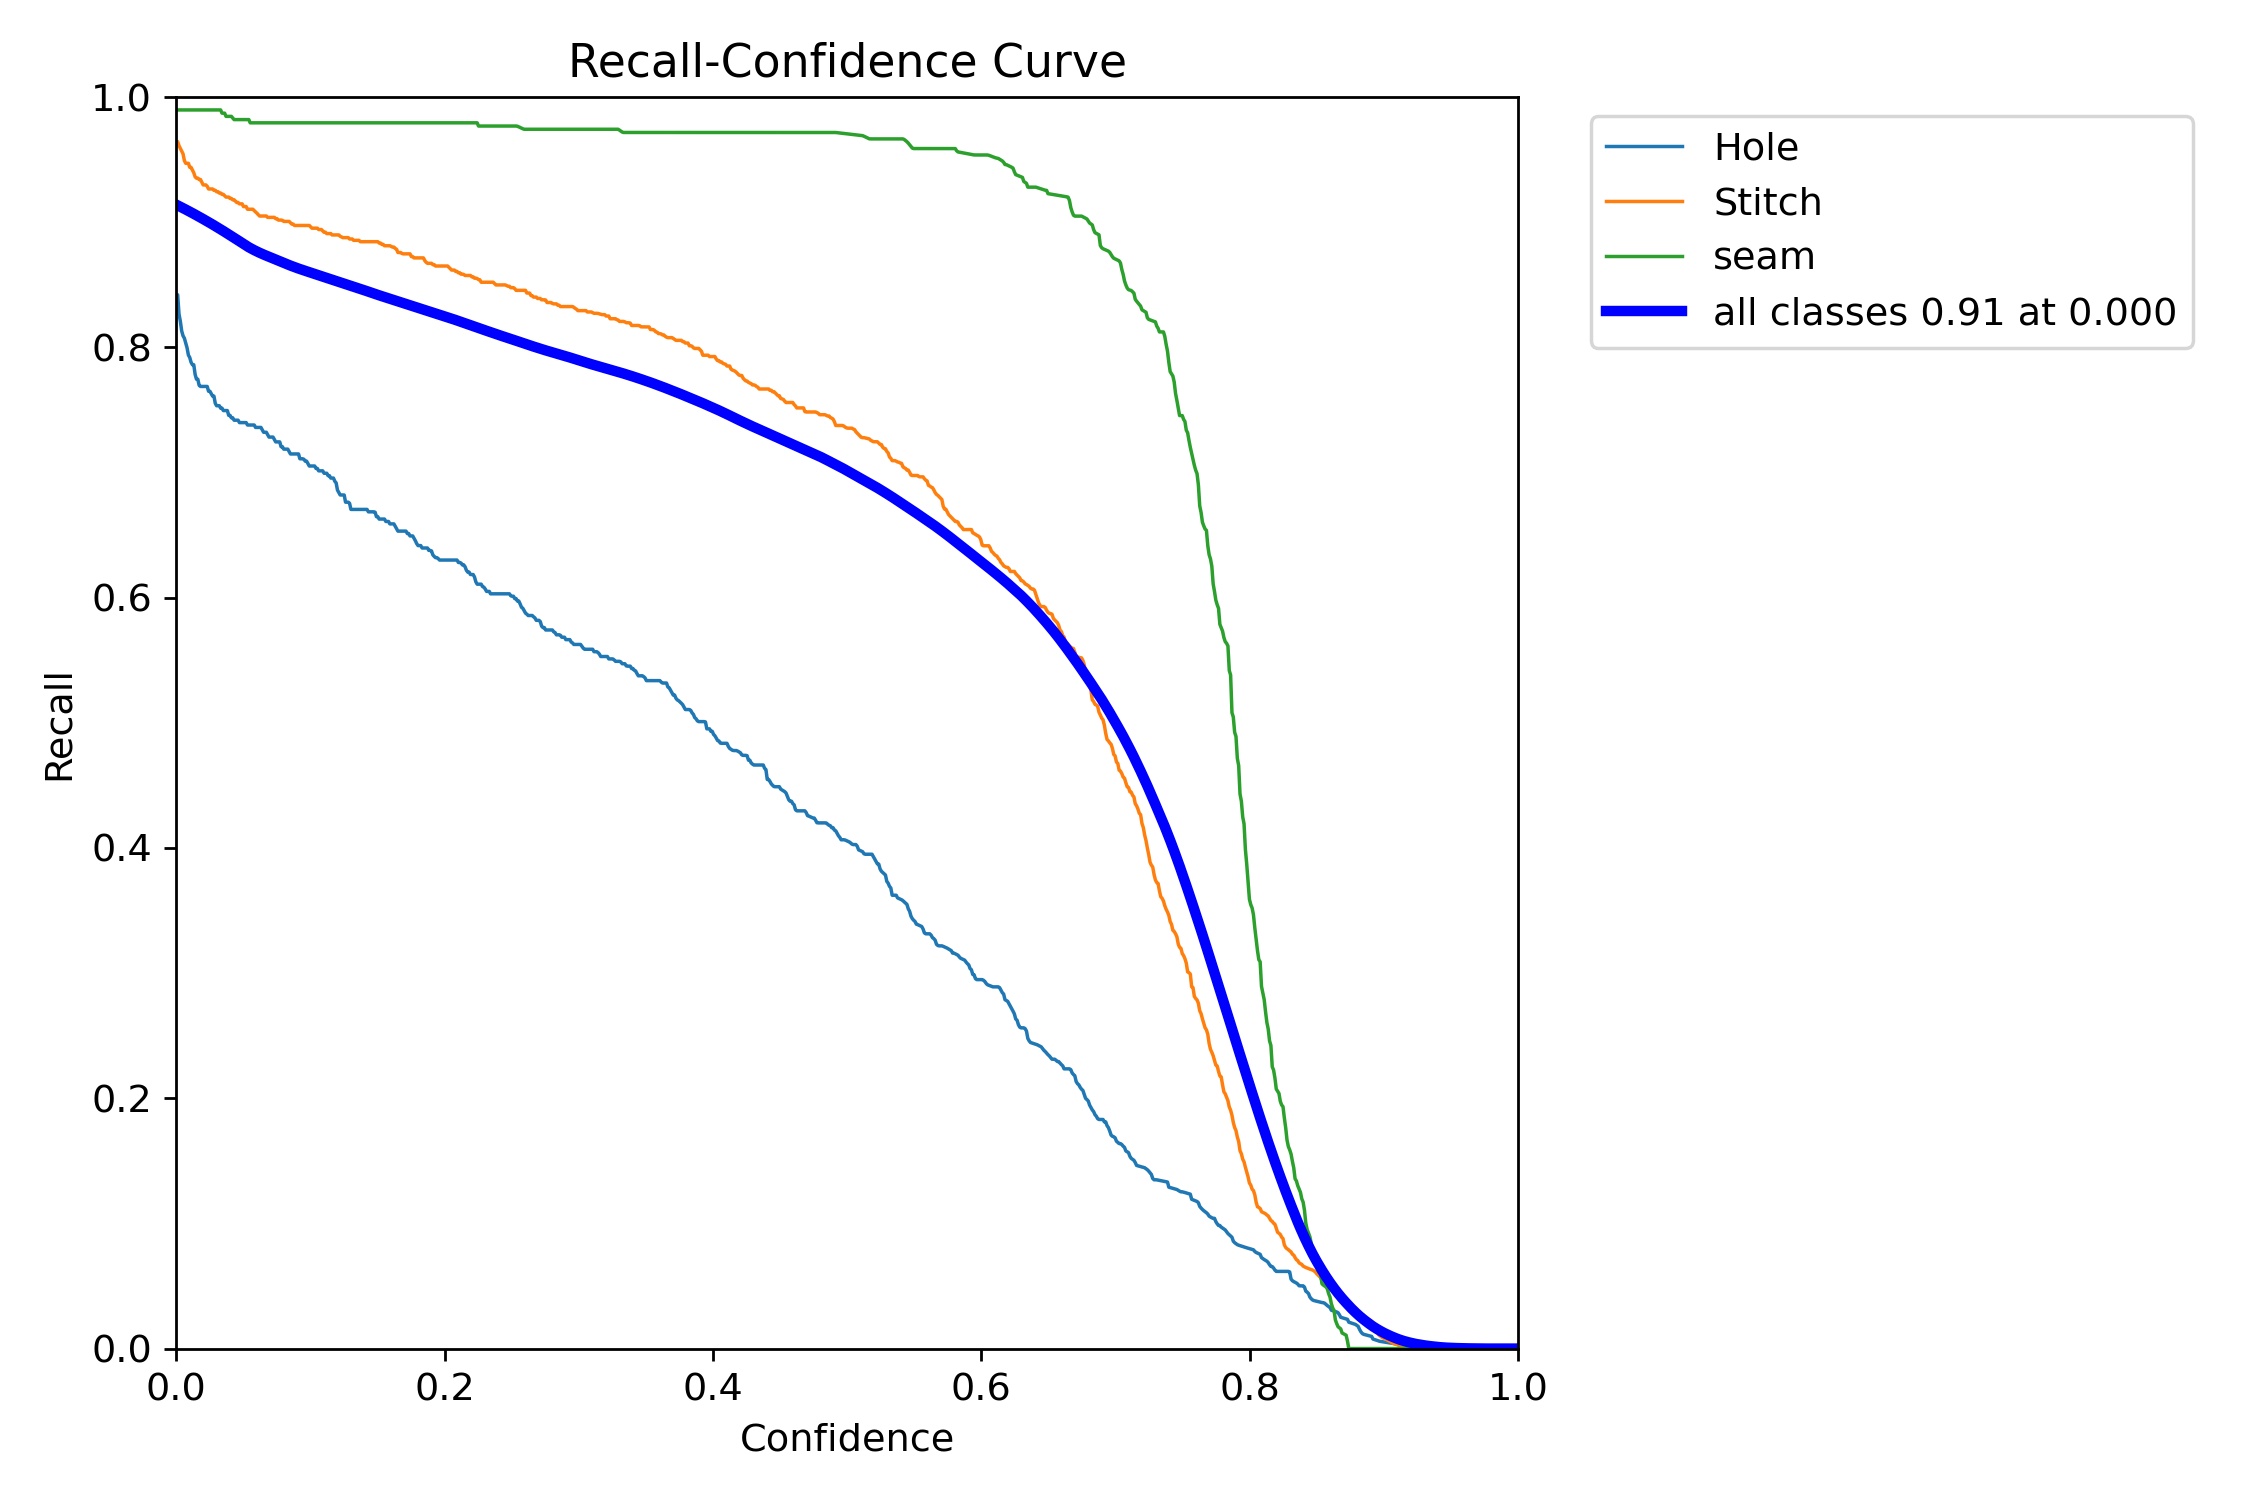 Recall-Confidence Curve
1.0
0.8
0.6
0.4
0.2
0.0
Recall
0.0 0.2 0.4 0.6 0.8 1.0
Confidence
Hole
Stitch
seam
all classes 0.91 at 0.000